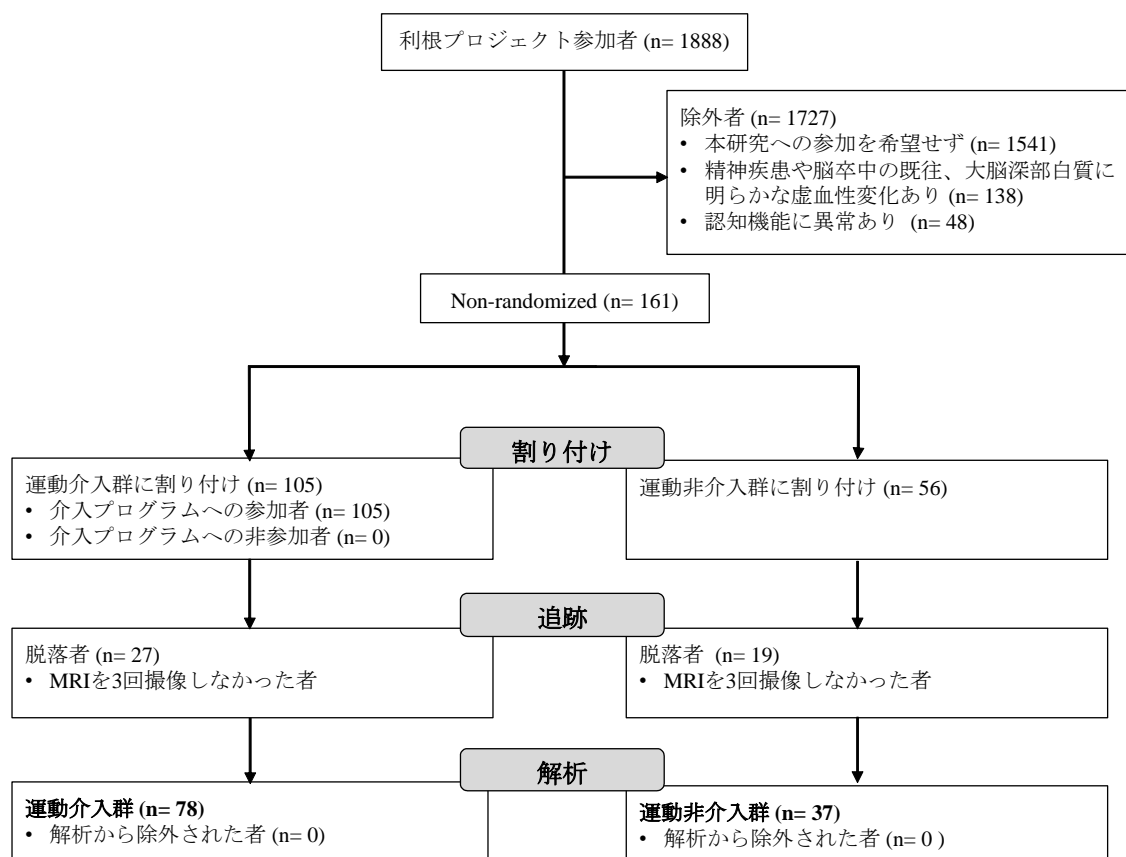 利根プロジェクト参加者 (n= 1888)
除外者 (n= 1727)
• 本研究への参加を希望せず (n= 1541)
• 精神疾患や脳卒中の既往、大脳深部白質に
明らかな虚血性変化あり (n= 138)
• 認知機能に異常あり (n= 48)
Non-randomized (n= 161)
割り付け
運動介入群に割り付け (n= 105)
• 介入プログラムへの参加者 (n= 105)
• 介入プログラムへの非参加者 (n= 0)
運動非介入群に割り付け (n= 56)
追跡
脱落者 (n= 27)
• MRIを3回撮像しなかった者
脱落者 (n= 19)
• MRIを3回撮像しなかった者
解析
運動介入群 (n= 78)
• 解析から除外された者 (n= 0)
運動非介入群 (n= 37)
• 解析から除外された者 (n= 0 )